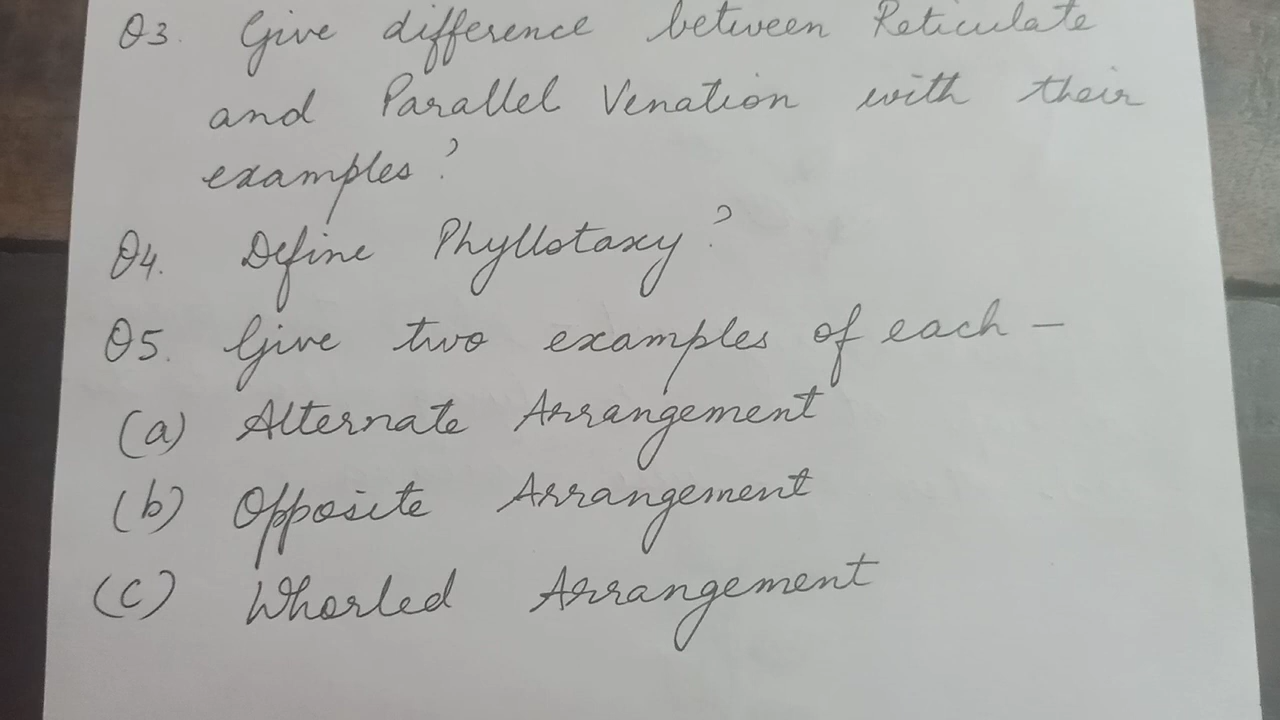 Q3. Give difference between Reticulate
and Parallel Venation with their
examples?
Q4. Define Phyllotaxy?
Q5. Give two examples of each -
(a) Alternate Arrangement
(b) Opposite Arrangement
(c) Whorled Arrangement